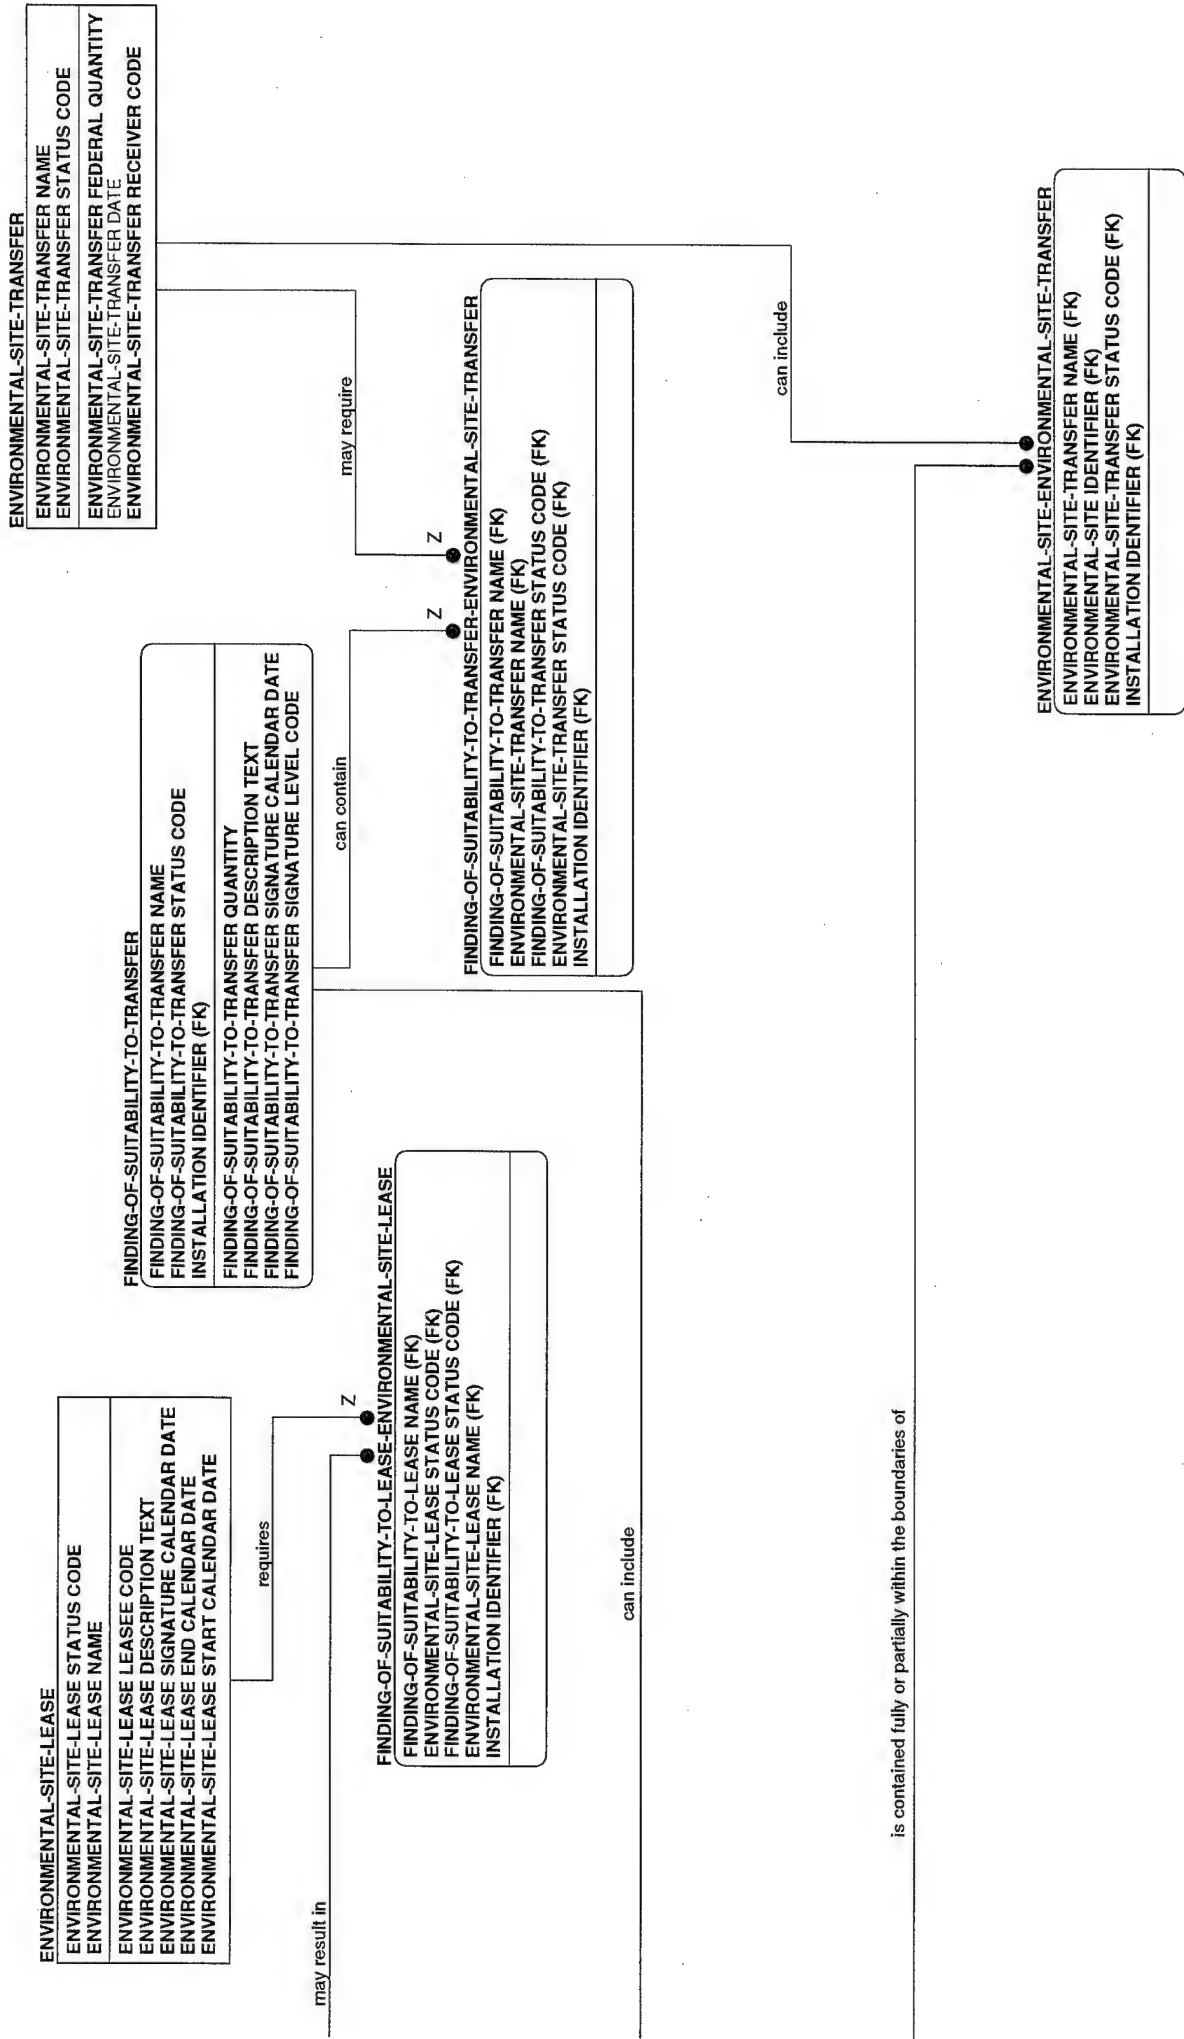 ENVIRONMENTAL-SITE-LEASE
ENVIRONMENTAL-SITE-LEASE STATUS CODE
ENVIRONMENTAL-SITE-LEASE NAME
ENVIRONMENTAL-SITE-LEASE LEASEE CODE
ENVIRONMENTAL-SITE-LEASE DESCRIPTION TEXT
ENVIRONMENTAL-SITE-LEASE SIGNATURE CALENDAR DATE
ENVIRONMENTAL-SITE-LEASE END CALENDAR DATE
ENVIRONMENTAL-SITE-LEASE START CALENDAR DATE
requires
may result in
Z
FINDING-OF-SUITABILITY-TO-LEASE-ENVIRONMENTAL-SITE-LEASE
FINDING-OF-SUITABILITY-TO-LEASE NAME (FK)
ENVIRONMENTAL-SITE-LEASE STATUS CODE (FK)
FINDING-OF-SUITABILITY-TO-LEASE STATUS CODE (FK)
ENVIRONMENTAL-SITE-LEASE NAME (FK)
INSTALLATION IDENTIFIER (FK)
FINDING-OF-SUITABILITY-TO-TRANSFER
FINDING-OF-SUITABILITY-TO-TRANSFER NAME
FINDING-OF-SUITABILITY-TO-TRANSFER STATUS CODE
INSTALLATION IDENTIFIER (FK)
FINDING-OF-SUITABILITY-TO-TRANSFER QUANTITY
FINDING-OF-SUITABILITY-TO-TRANSFER DESCRIPTION TEXT
FINDING-OF-SUITABILITY-TO-TRANSFER SIGNATURE CALENDAR DATE
FINDING-OF-SUITABILITY-TO-TRANSFER SIGNATURE LEVEL CODE
can contain
Z
ENVIRONMENTAL-SITE-TRANSFER
ENVIRONMENTAL-SITE-TRANSFER NAME
ENVIRONMENTAL-SITE-TRANSFER STATUS CODE
ENVIRONMENTAL-SITE-TRANSFER FEDERAL QUANTITY
ENVIRONMENTAL-SITE-TRANSFER DATE
ENVIRONMENTAL-SITE-TRANSFER RECEIVER CODE
may require
Z
FINDING-OF-SUITABILITY-TO-TRANSFER-ENVIRONMENTAL-SITE-TRANSFER
FINDING-OF-SUITABILITY-TO-TRANSFER NAME (FK)
ENVIRONMENTAL-SITE-TRANSFER NAME (FK)
FINDING-OF-SUITABILITY-TO-TRANSFER STATUS CODE (FK)
ENVIRONMENTAL-SITE-TRANSFER STATUS CODE (FK)
INSTALLATION IDENTIFIER (FK)
can include
can include
is contained fully or partially within the boundaries of
ENVIRONMENTAL-SITE-ENVIRONMENTAL-SITE-TRANSFER
ENVIRONMENTAL-SITE-TRANSFER NAME (FK)
ENVIRONMENTAL-SITE IDENTIFIER (FK)
ENVIRONMENTAL-SITE-TRANSFER STATUS CODE (FK)
INSTALLATION IDENTIFIER (FK)